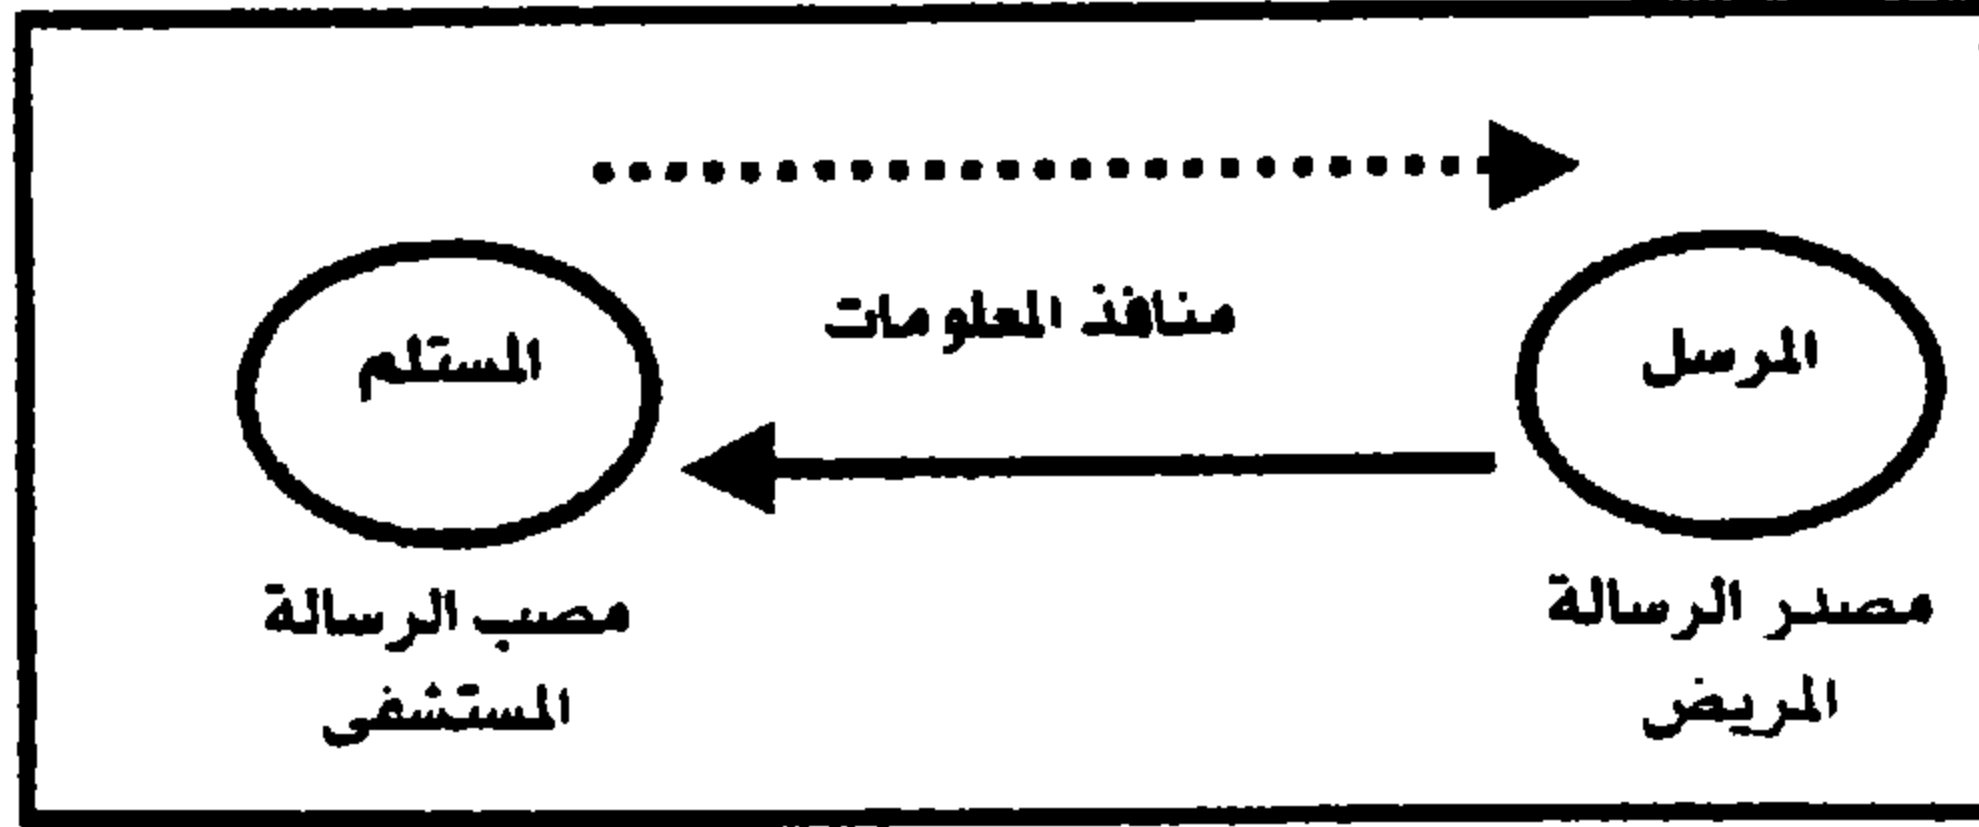 منافذ المعلومات
المرسل
المستلم
مصدر الرسالة
المريض
مصب الرسالة
المستشفى